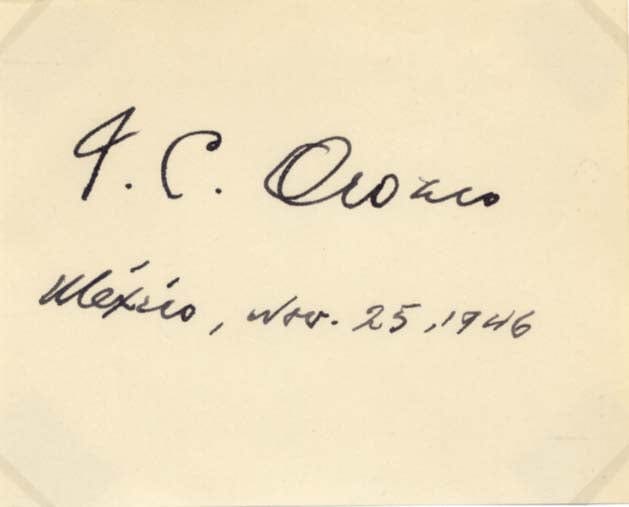 J. C. Orozco
México, Nov. 25, 1946